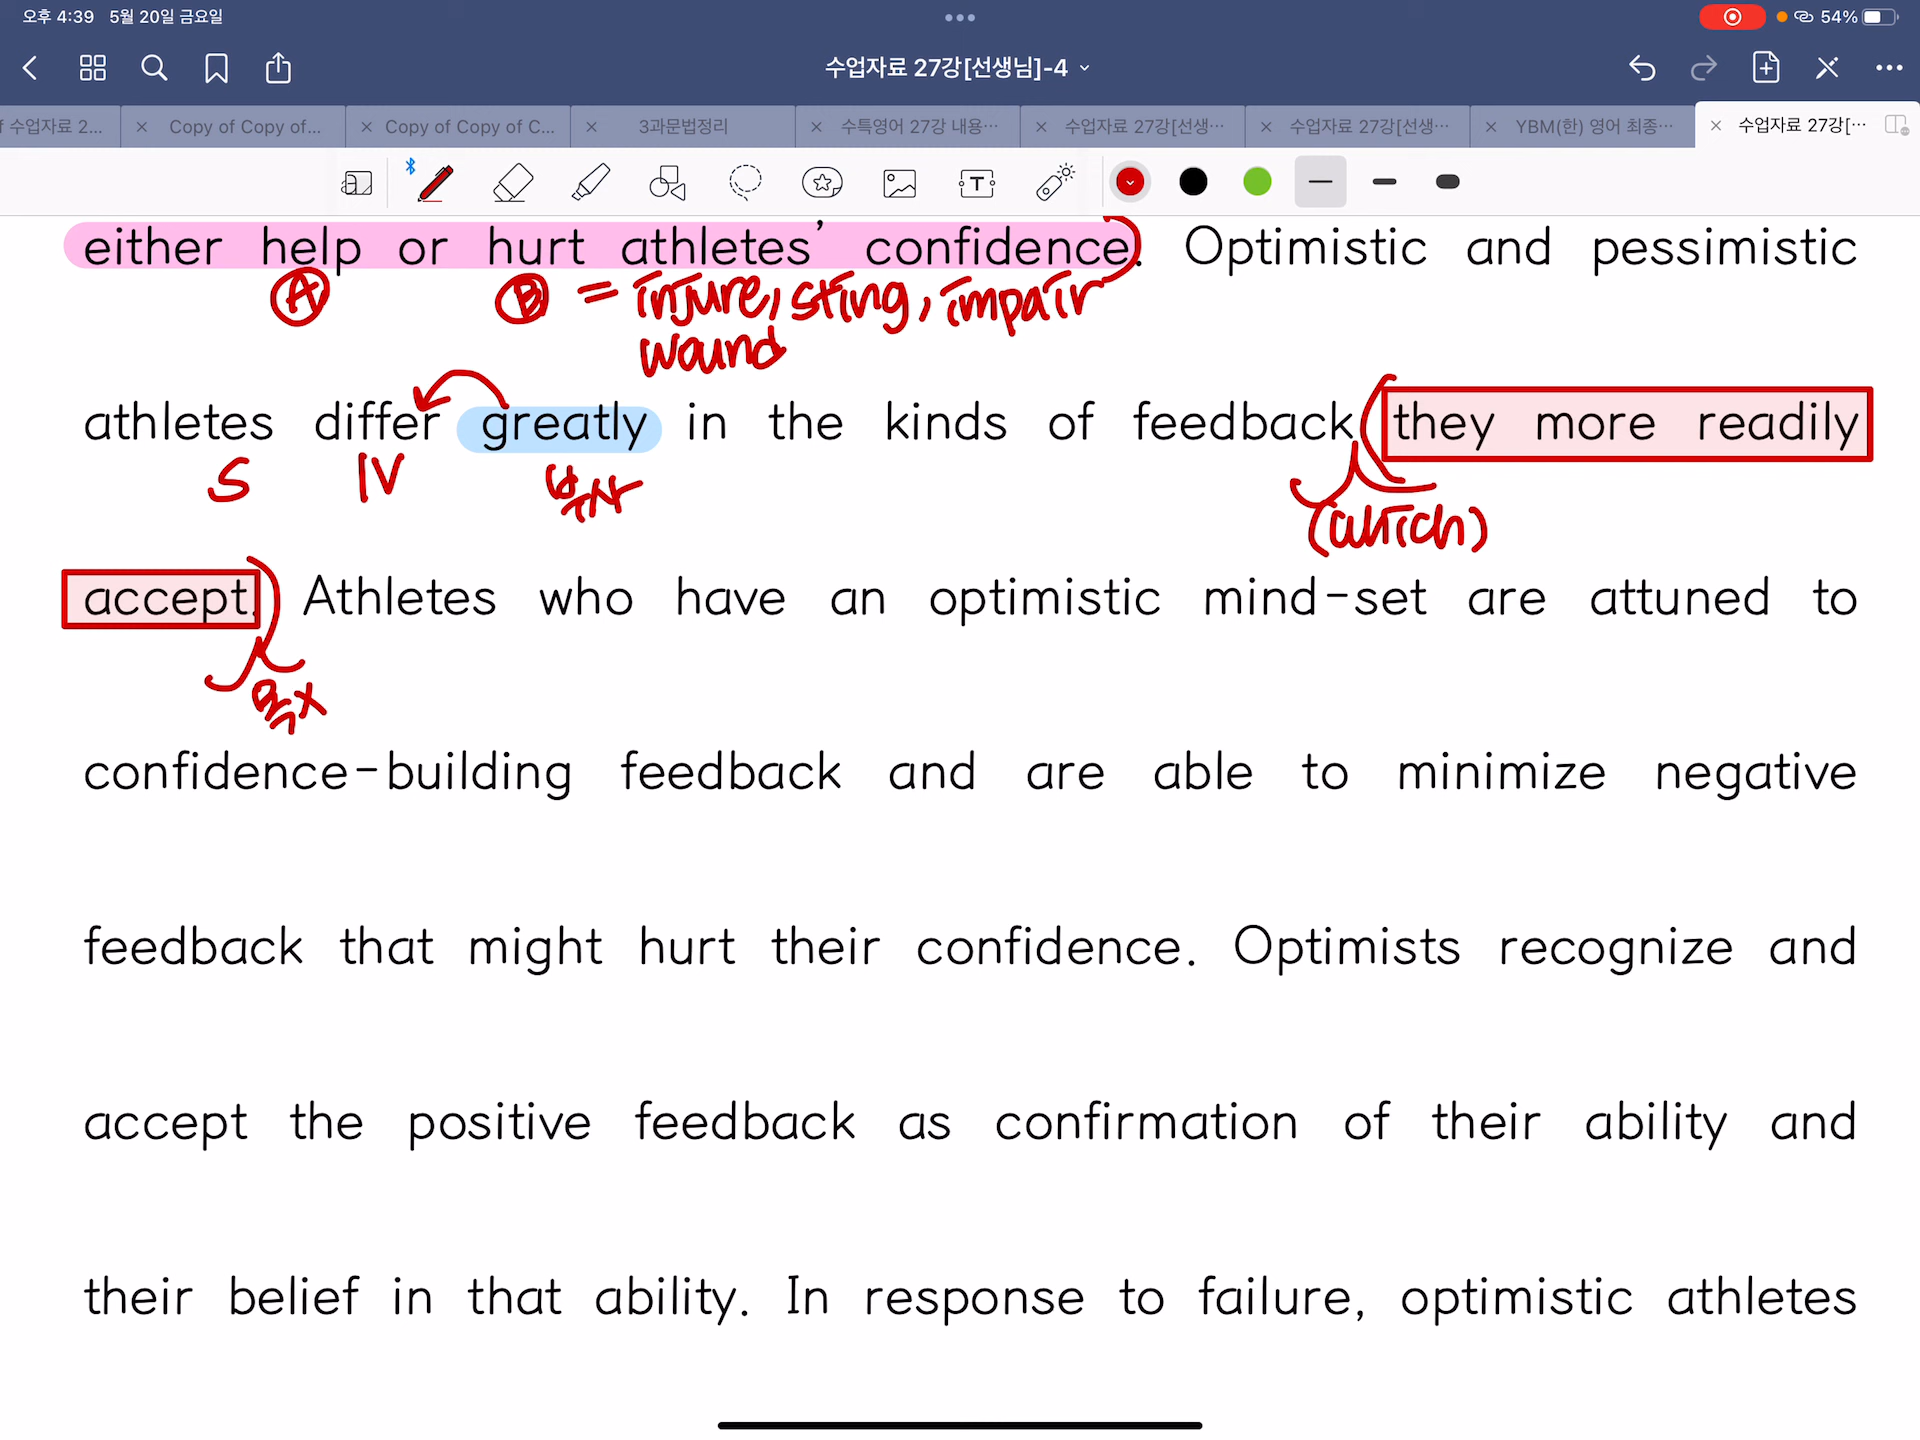 오후 4:39 5월 20일 금요일 54%
수업자료 27강[선생님]-4
f 수업자료 2... Copy of Copy of... Copy of Copy of C... 3과문법정리 수특영어 27강 내용... 수업자료 27강[선생... 수업자료 27강[선생... YBM(한) 영어 최종... 수업자료 27강[...
either help or hurt athletes’ confidence. Optimistic and pessimistic
A B = injure, sting, impair
wound
athletes differ greatly in the kinds of feedback they more readily
S IV 부사 (which)
accept. Athletes who have an optimistic mind-set are attuned to
목X
confidence-building feedback and are able to minimize negative
feedback that might hurt their confidence. Optimists recognize and
accept the positive feedback as confirmation of their ability and
their belief in that ability. In response to failure, optimistic athletes